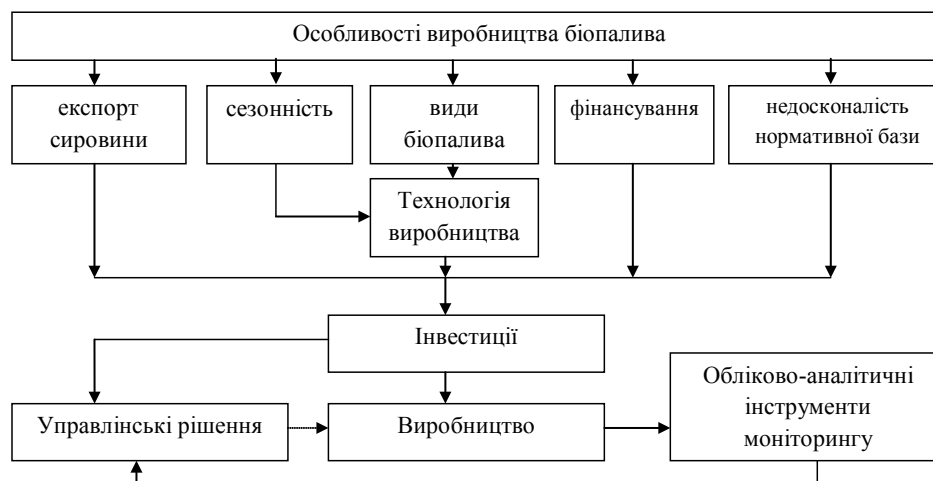 Особливості виробництва біопалива
експорт
сировини
сезонність
види
біопалива
фінансування
недосконалість
нормативної бази
Технологія
виробництва
Інвестиції
Управлінські рішення
Виробництво
Обліково-аналітичні
інструменти
моніторингу